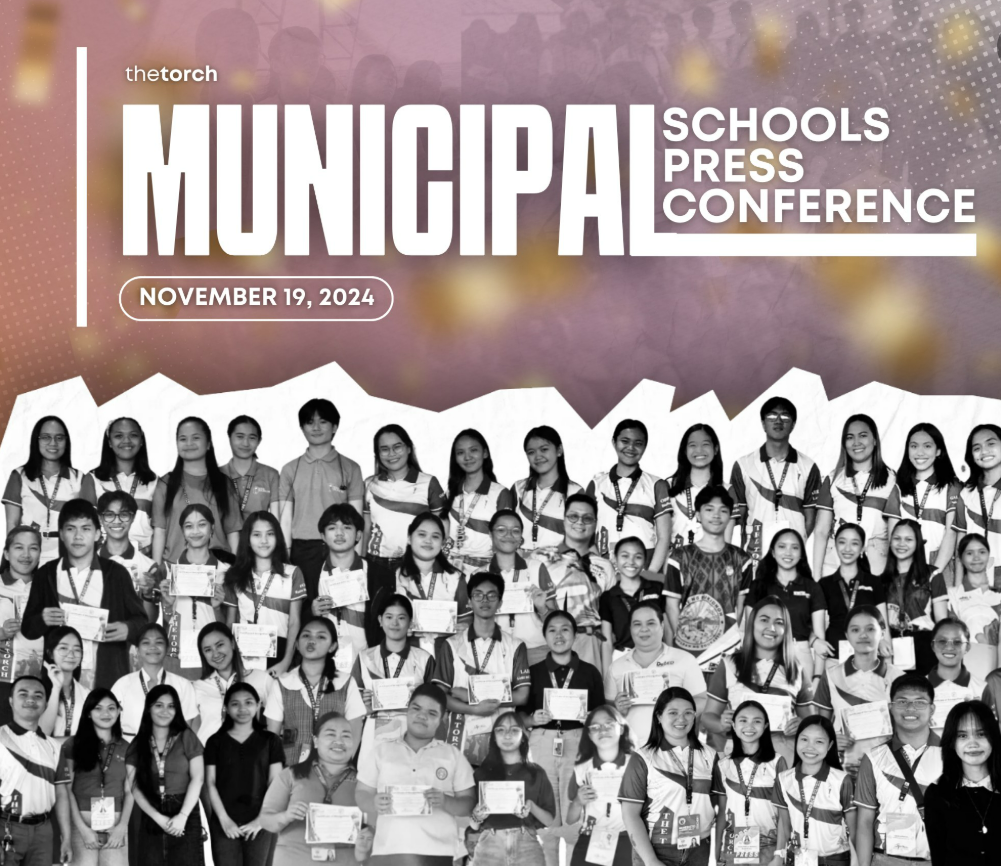 thetorch
MUNICIPAL
SCHOOLS
PRESS
CONFERENCE
NOVEMBER 19, 2024